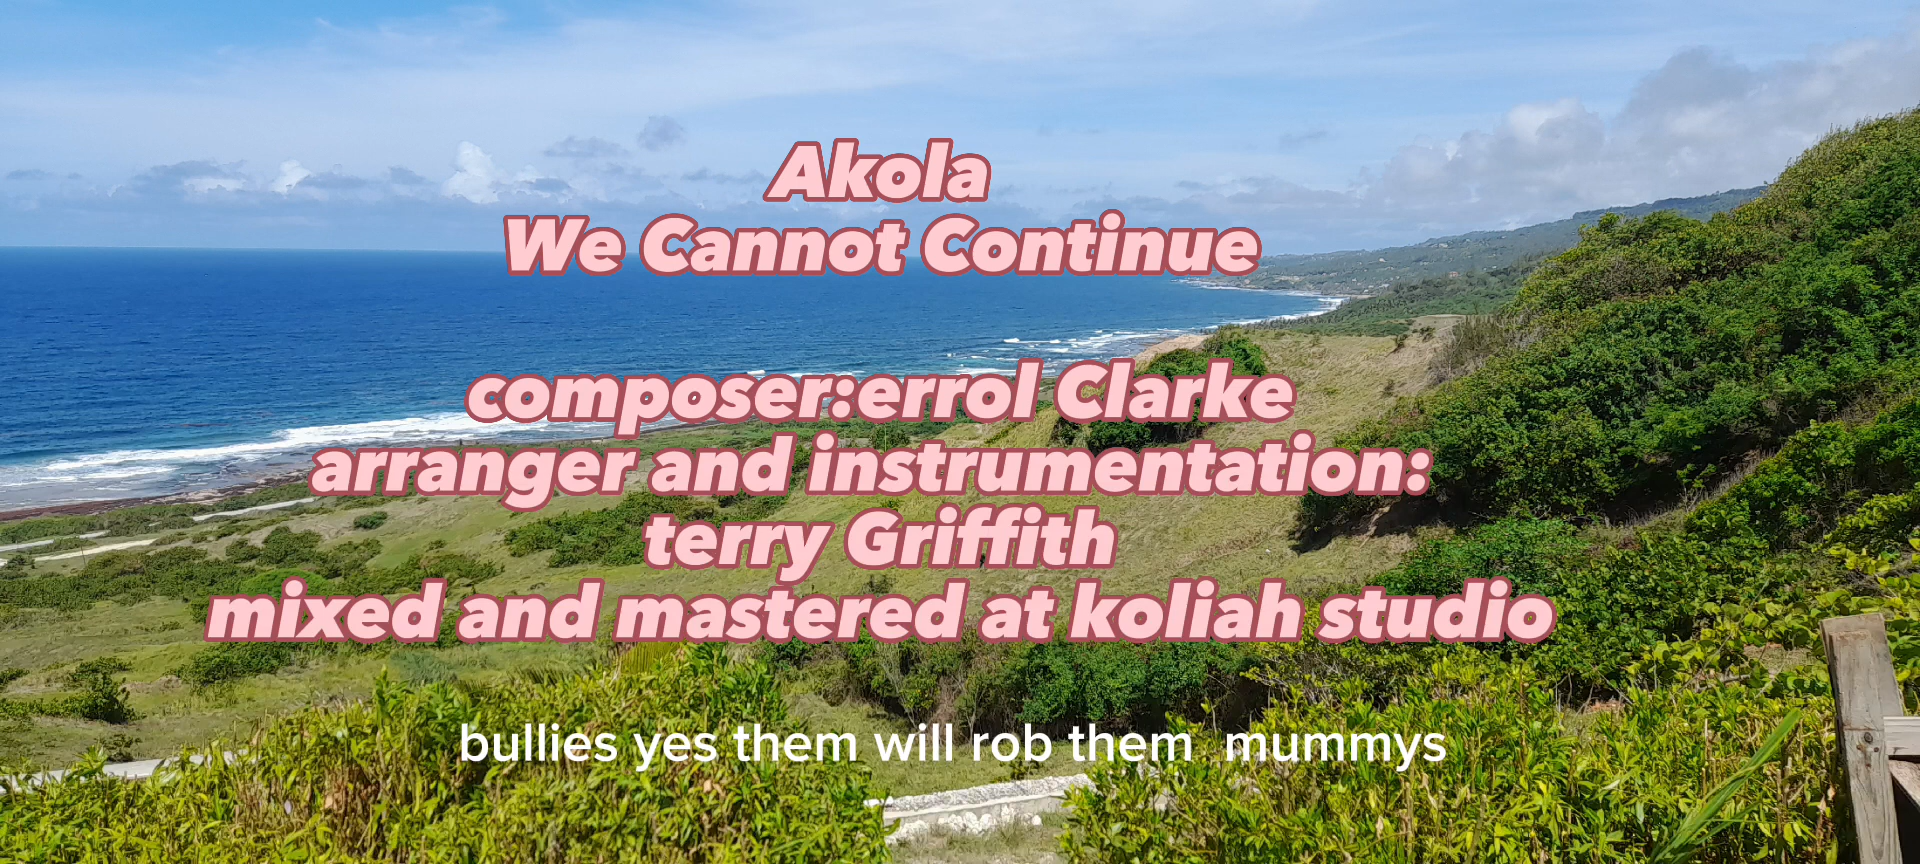 Akola
We Cannot Continue
composer:errol Clarke
arranger and instrumentation:
terry Griffith
mixed and mastered at koliah studio
bullies yes them will rob them  mummys